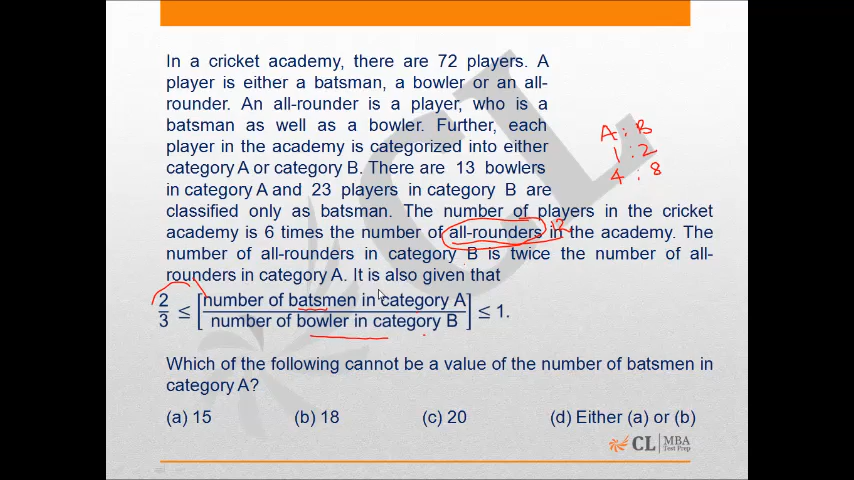 In a cricket academy, there are 72 players. A
player is either a batsman, a bowler or an all-
rounder. An all-rounder is a player, who is a
batsman as well as a bowler. Further, each
player in the academy is categorized into either
category A or category B. There are 13 bowlers
in category A and 23 players in category B are
classified only as batsman. The number of players in the cricket
academy is 6 times the number of all-rounders in the academy. The
number of all-rounders in category B is twice the number of all-
rounders in category A. It is also given that
2/3 ≤ [number of batsmen in category A / number of bowler in category B] ≤ 1.
Which of the following cannot be a value of the number of batsmen in
category A?
(a) 15 (b) 18 (c) 20 (d) Either (a) or (b)
A : B
1 : 2
4 : 8
12
CL MBA Test Prep
CL